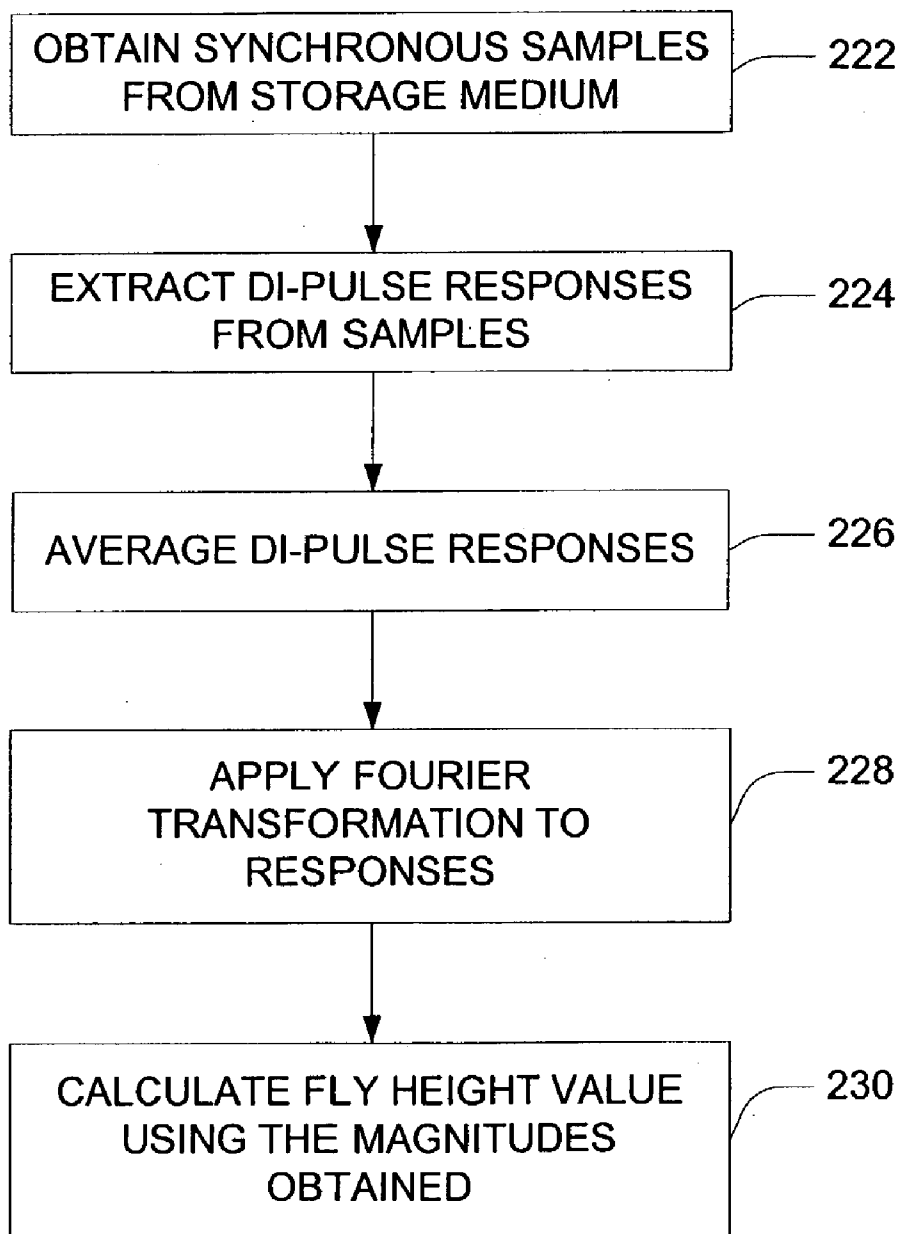 OBTAIN SYNCHRONOUS SAMPLES
FROM STORAGE MEDIUM
222
EXTRACT DI-PULSE RESPONSES
FROM SAMPLES
224
AVERAGE DI-PULSE RESPONSES
226
APPLY FOURIER
TRANSFORMATION TO
RESPONSES
228
CALCULATE FLY HEIGHT VALUE
USING THE MAGNITUDES
OBTAINED
230